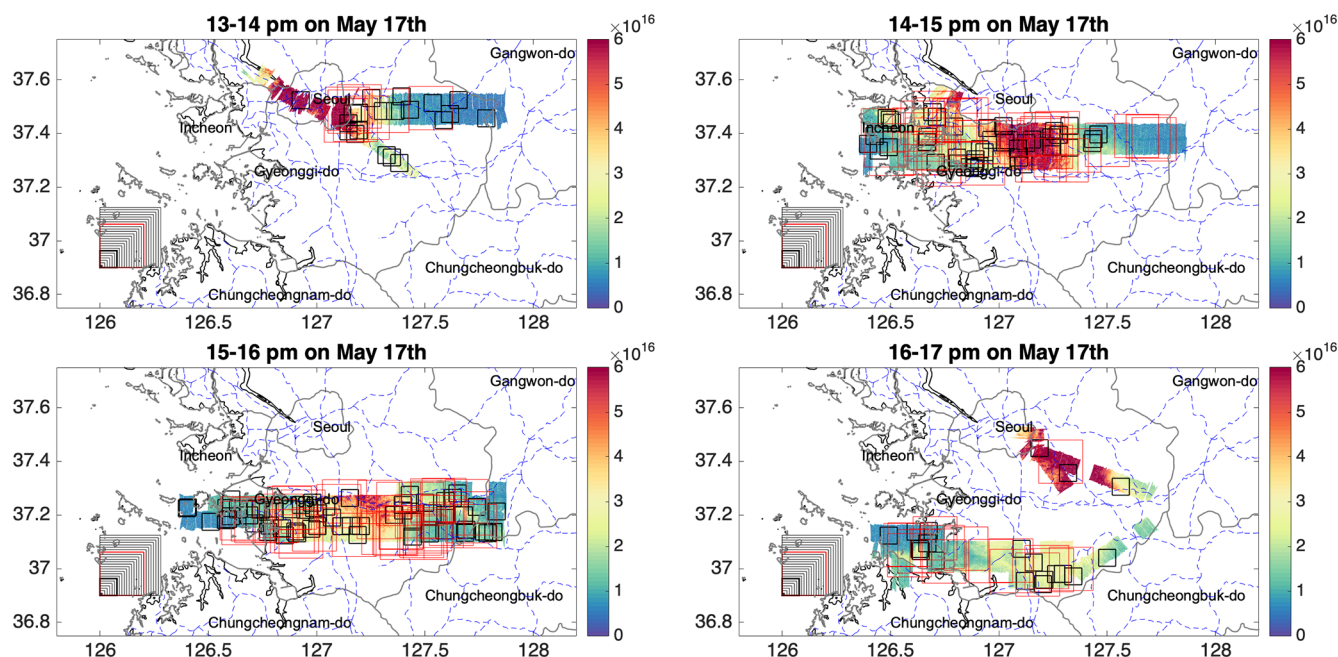 13-14 pm on May 17th
×10^16
Gangwon-do
Seoul
Incheon
Gyeonggi-do
Chungcheongbuk-do
Chungcheongnam-do
37.6
37.4
37.2
37
36.8
126
126.5
127
127.5
128
6
5
4
3
2
1
0
14-15 pm on May 17th
×10^16
Gangwon-do
Seoul
Incheon
Gyeonggi-do
Chungcheongbuk-do
Chungcheongnam-do
37.6
37.4
37.2
37
36.8
126
126.5
127
127.5
128
6
5
4
3
2
1
0
15-16 pm on May 17th
×10^16
Gangwon-do
Seoul
Incheon
Gyeonggi-do
Chungcheongbuk-do
Chungcheongnam-do
37.6
37.4
37.2
37
36.8
126
126.5
127
127.5
128
6
5
4
3
2
1
0
16-17 pm on May 17th
×10^16
Gangwon-do
Seoul
Incheon
Gyeonggi-do
Chungcheongbuk-do
Chungcheongnam-do
37.6
37.4
37.2
37
36.8
126
126.5
127
127.5
128
6
5
4
3
2
1
0